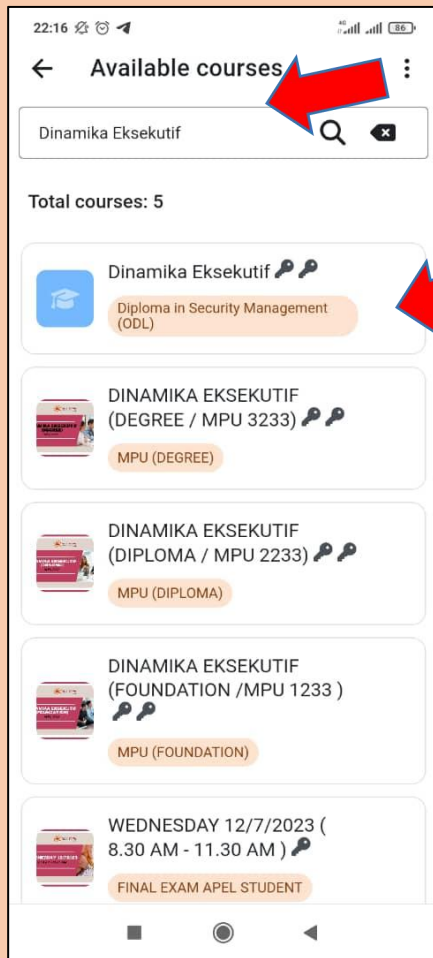 22:16
4G
86
Available courses
Dinamika Eksekutif
Total courses: 5
Dinamika Eksekutif
Diploma in Security Management
(ODL)
DINAMIKA EKSEKUTIF
(DEGREE / MPU 3233)
MPU (DEGREE)
DINAMIKA EKSEKUTIF
(DIPLOMA / MPU 2233)
MPU (DIPLOMA)
DINAMIKA EKSEKUTIF
(FOUNDATION /MPU 1233 )
MPU (FOUNDATION)
WEDNESDAY 12/7/2023 (
8.30 AM - 11.30 AM )
FINAL EXAM APEL STUDENT